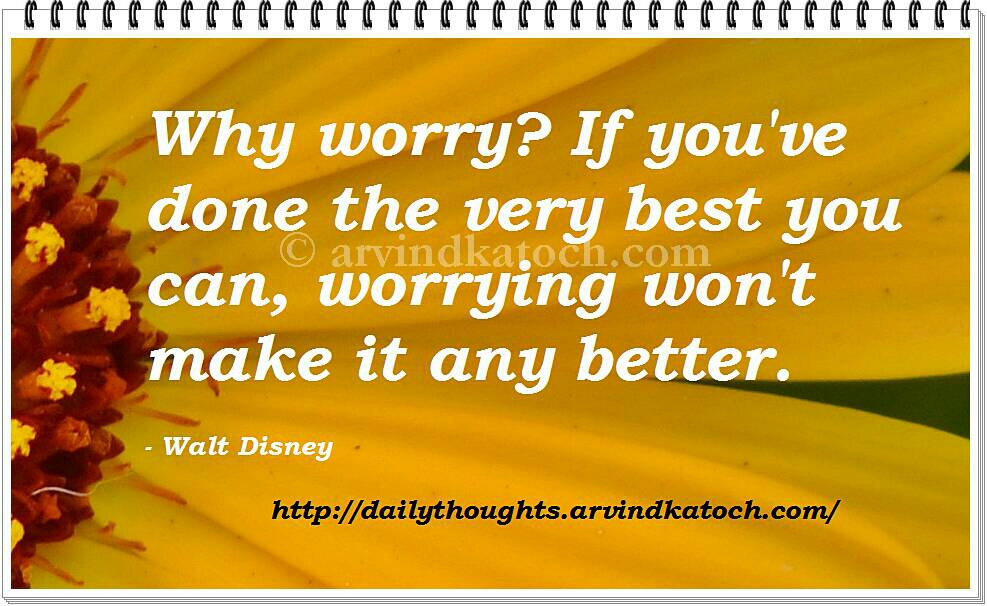 Why worry? If you've
done the very best you
© arvindkatoch.com
can, worrying won't
make it any better.
- Walt Disney
http://dailythoughts.arvindkatoch.com/